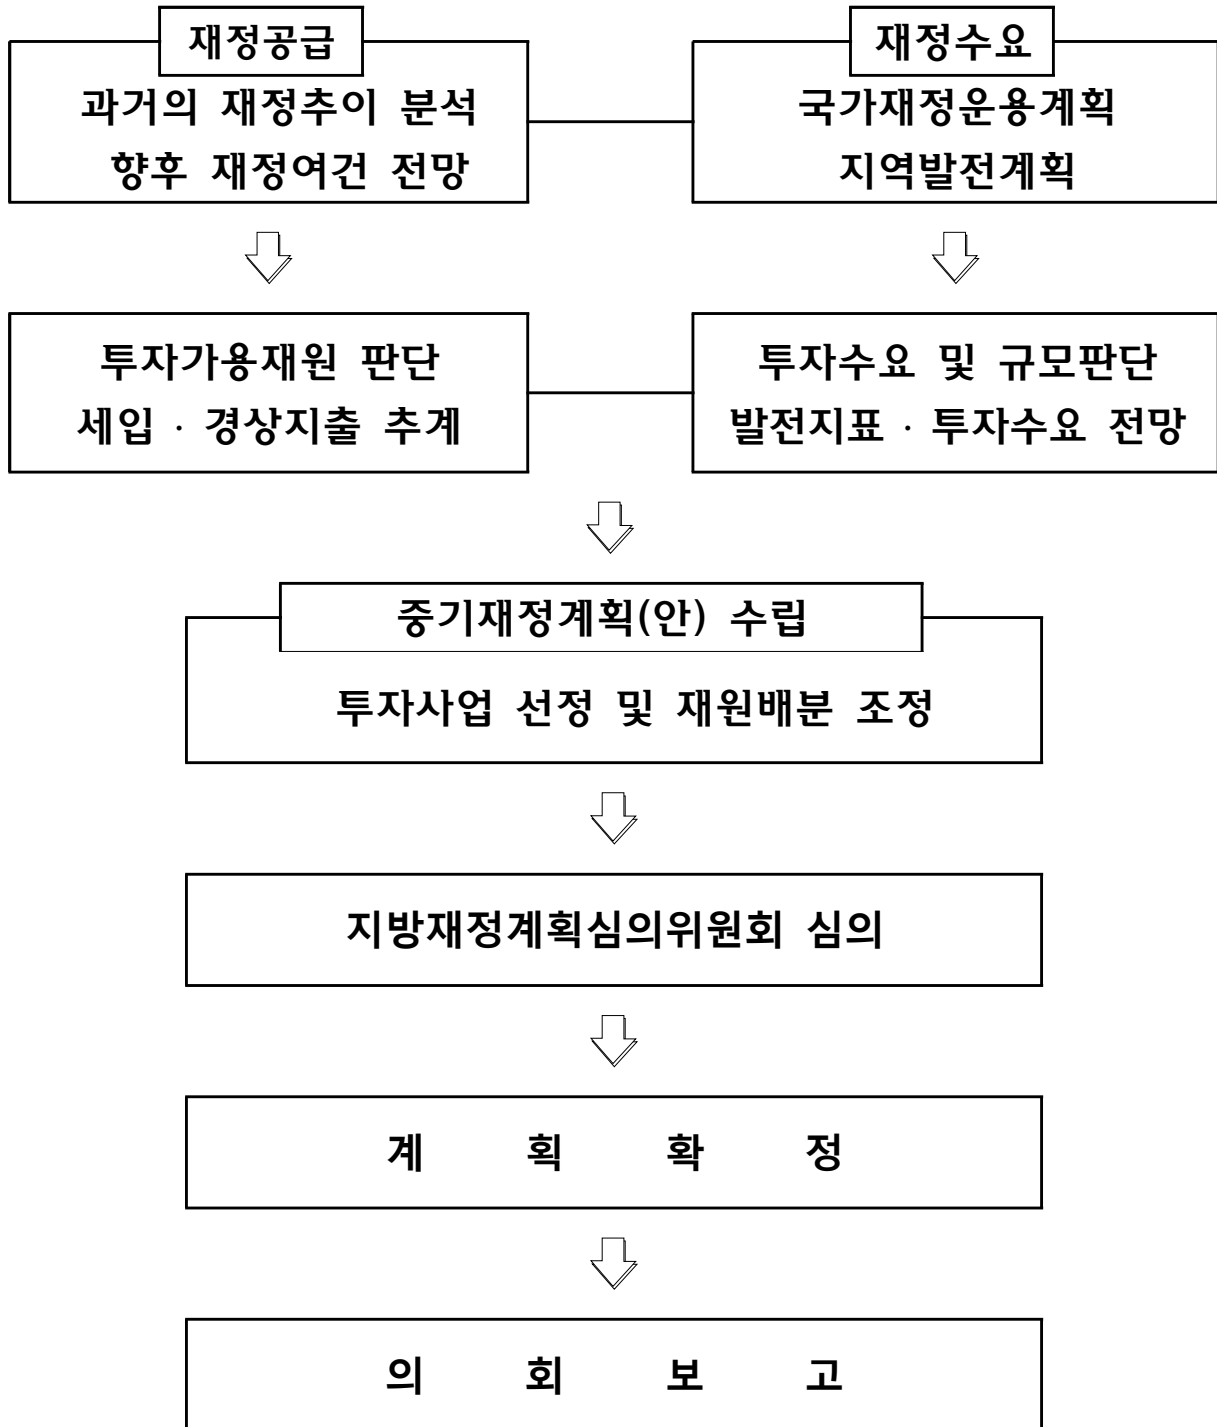 재정공급
과거의 재정추이 분석
향후 재정여건 전망
재정수요
국가재정운용계획
지역발전계획
투자가용재원 판단
세입 · 경상지출 추계
투자수요 및 규모판단
발전지표 · 투자수요 전망
중기재정계획(안) 수립
투자사업 선정 및 재원배분 조정
지방재정계획심의위원회 심의
계 획 확 정
의 회 보 고